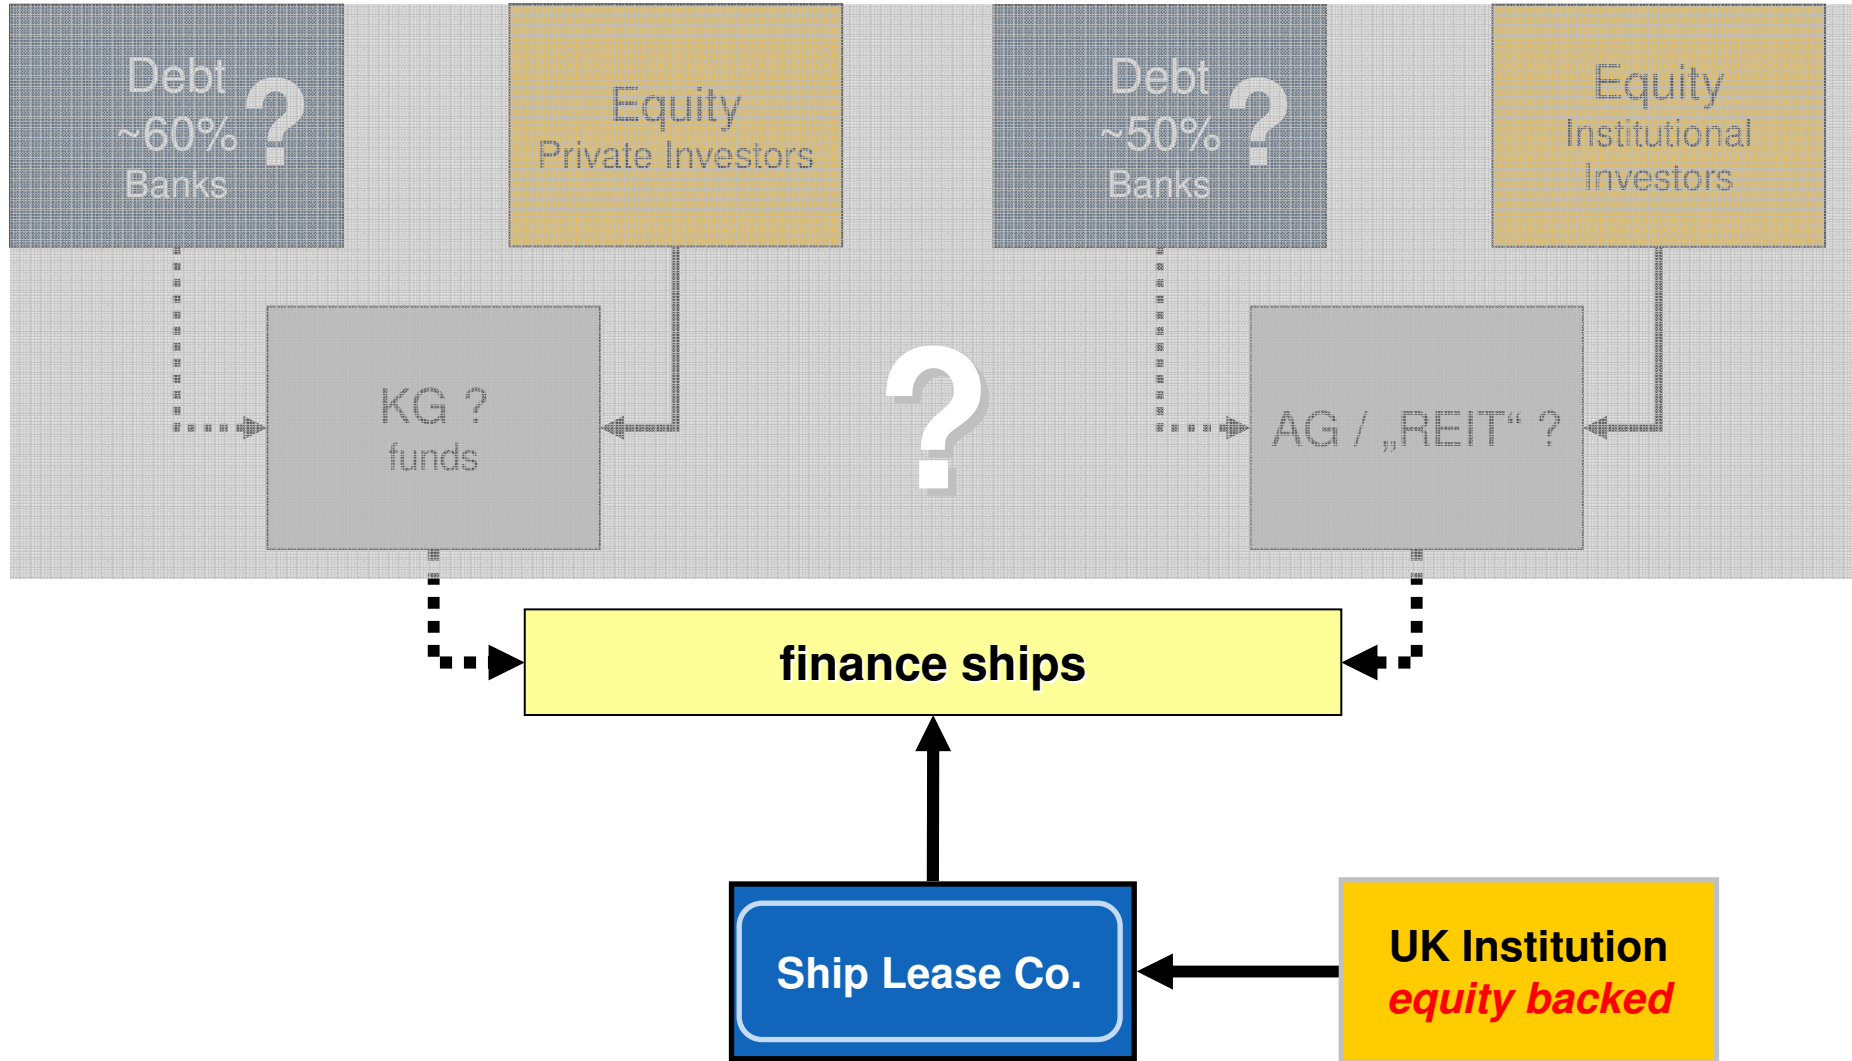 Debt
~60%
Banks
?
Equity
Private Investors
Debt
~50%
Banks
?
Equity
Institutional
Investors
KG ?
funds
?
AG / „REIT“ ?
finance ships
Ship Lease Co.
UK Institution
equity backed